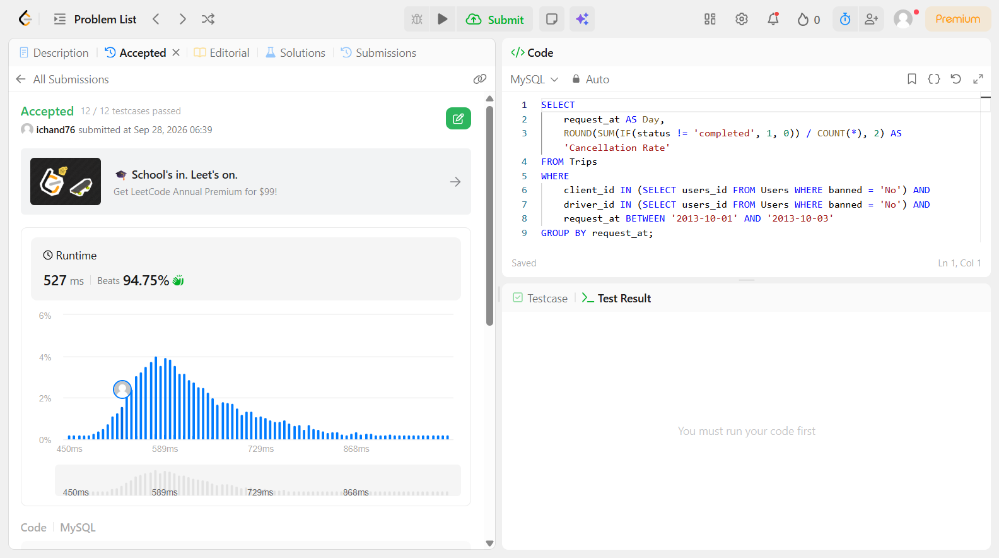 Problem List
Submit
0
Premium
Description
Accepted
Editorial
Solutions
Submissions
All Submissions
Accepted 12 / 12 testcases passed
ichand76 submitted at Sep 28, 2026 06:39
School's in. Leet's on.
Get LeetCode Annual Premium for $99!
Runtime
527 ms Beats 94.75%
6%
4%
2%
0%
450ms 589ms 729ms 868ms
450ms 589ms 729ms 868ms
Code MySQL
</> Code
MySQL Auto
1 SELECT
2 request_at AS Day,
3 ROUND(SUM(IF(status != 'completed', 1, 0)) / COUNT(*), 2) AS
'Cancellation Rate'
4 FROM Trips
5 WHERE
6 client_id IN (SELECT users_id FROM Users WHERE banned = 'No') AND
7 driver_id IN (SELECT users_id FROM Users WHERE banned = 'No') AND
8 request_at BETWEEN '2013-10-01' AND '2013-10-03'
9 GROUP BY request_at;
Saved Ln 1, Col 1
Testcase
Test Result
You must run your code first